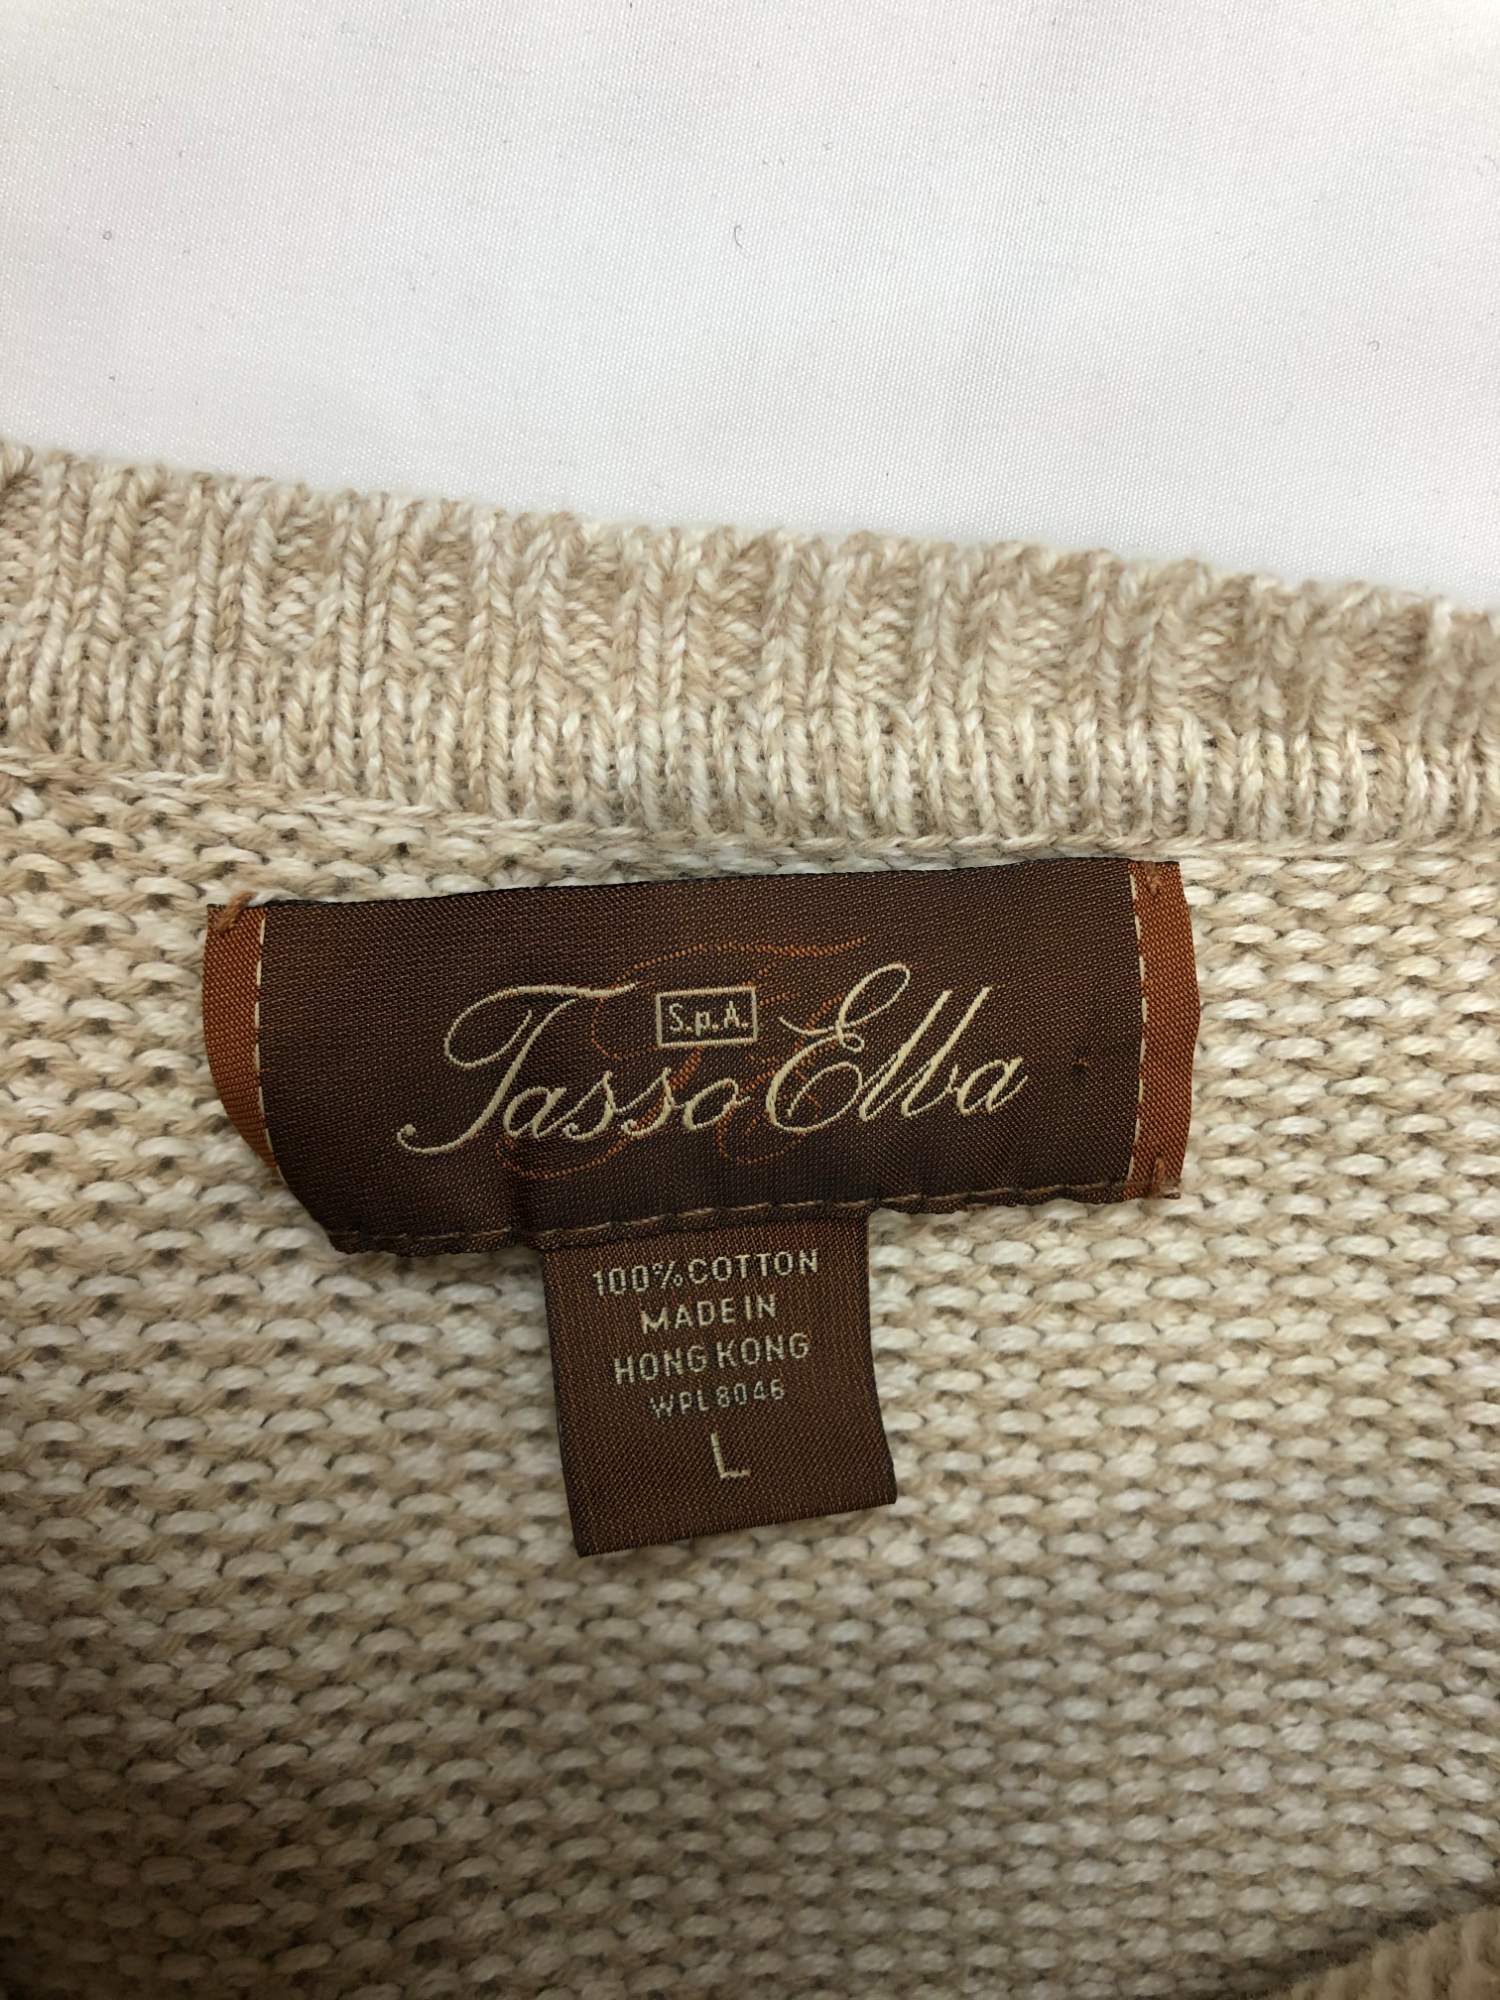 S.p.A.
Tasso Elba
100% COTTON
MADE IN
HONG KONG
WPL 8046
L